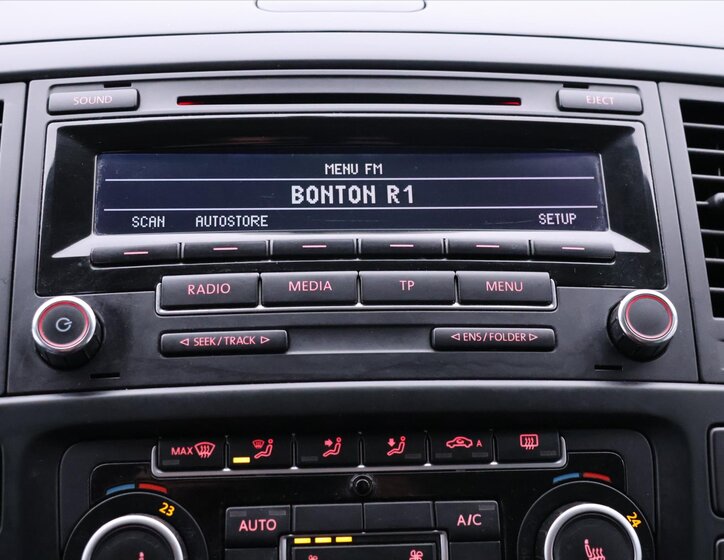 SOUND
EJECT
MENU FM
BONTON R1
SCAN AUTOSTORE SETUP
RADIO MEDIA TP MENU
◁ SEEK/TRACK ▷ ◁ ENS/FOLDER ▷
MAX A
23 24
AUTO A/C